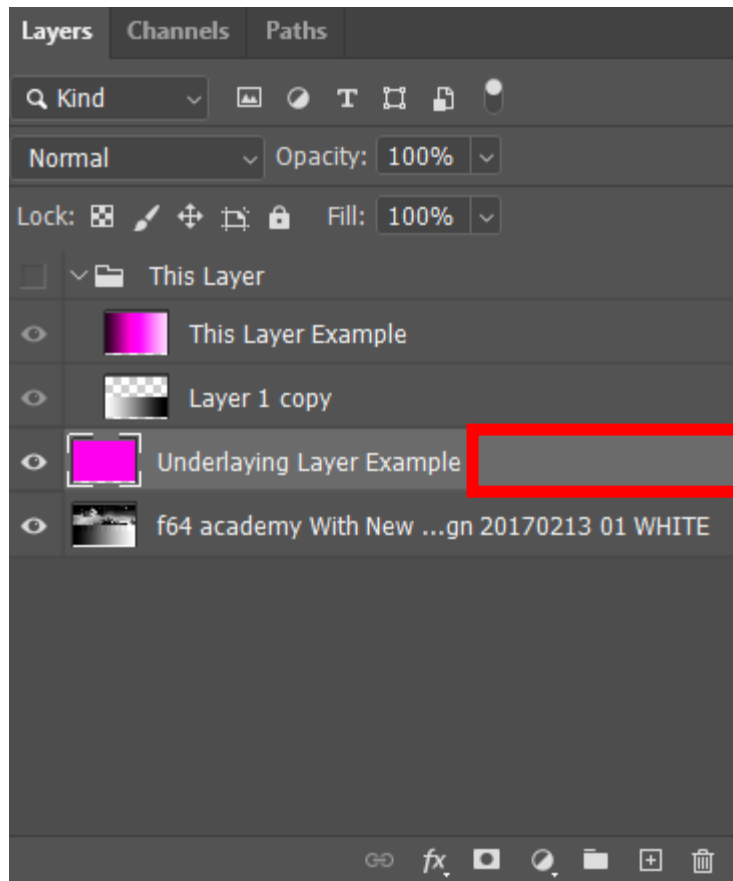 Layers Channels Paths
Kind T
Normal Opacity: 100%
Lock: Fill: 100%
This Layer
This Layer Example
Layer 1 copy
Underlaying Layer Example
f64 academy With New ...gn 20170213 01 WHITE
fx